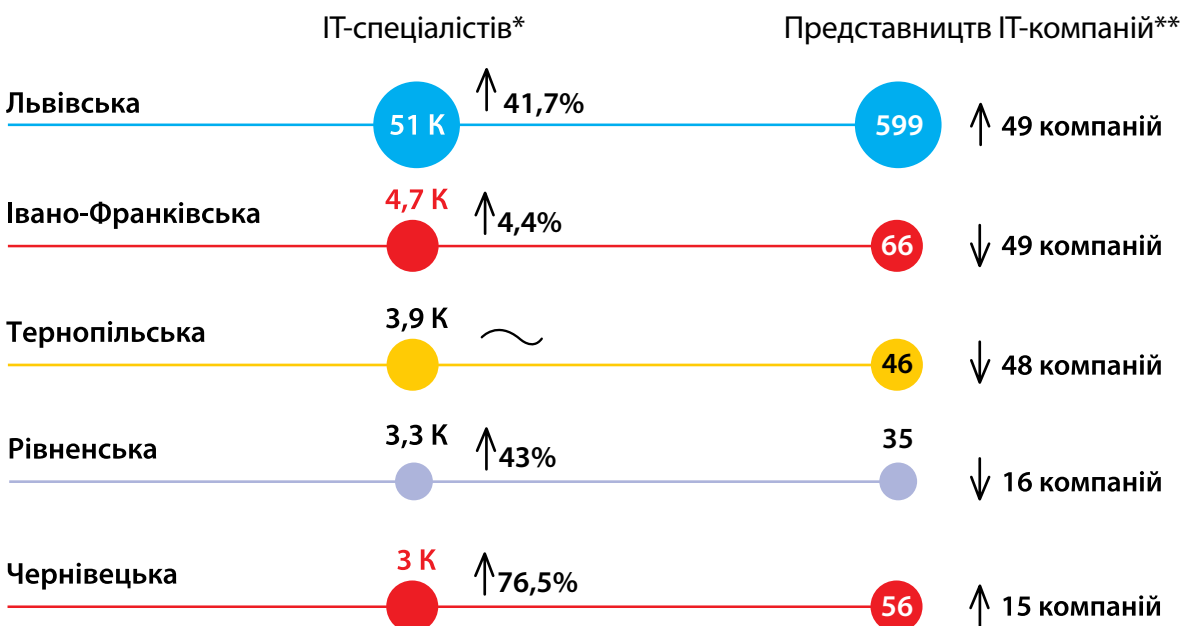 ІТ-спеціалістів*
Представництв ІТ-компаній**
Львівська
51 К
↑ 41,7%
599
↑ 49 компаній
Івано-Франківська
4,7 К
↑ 4,4%
66
↓ 49 компаній
Тернопільська
3,9 К
46
↓ 48 компаній
Рівненська
3,3 К
↑ 43%
35
↓ 16 компаній
Чернівецька
3 К
↑ 76,5%
56
↑ 15 компаній